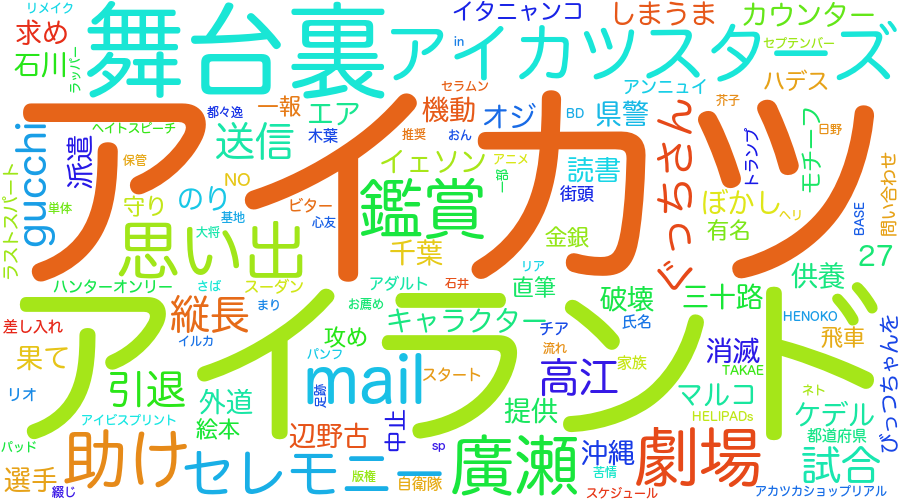 リメイク
求め
石川
ラッパー
舞台裏
アイカツスターズ
in
イタニャンコ
しまうま
カウンター
セプテンバー
アンニュイ
ハデス
セラムン
都々逸
一報
エア
機動
オジ
BD
県警
芥子
ヘイトスピーチ
送信
木葉
推奨
おん
日野
gucchi
派遣
アイカツ
ぐっちさん
トランプ
モチーフ
保管
NO
イェソン
アニメ
一部
読書
街頭
ラストスパート
単体
守り
のり
基地
ビター
心友
鑑賞
ぼかし
ヘリ
BASE
問い合わせ
大将
思い出
千葉
金銀
有名
27
さば
スーダン
アダルト
リア
石井
直筆
供養
ハンターオンリー
まり
お薦め
破壊
三十路
びい
差し入れ
縦長
イルカ
攻め
キャラクター
チア
氏名
HENOKO
飛車
果て
アイランド
パンフ
流れ
消滅
TAKAE
びっつちゃんを
リオ
引退
mail
スタート
高江
家族
マルコ
ネト
外道
足踏
提供
HELIPADs
ケデル
アイビスプリント
絵本
辺野古
中止
都道府県
バッド
助け
sp
廣瀬
沖縄
劇場
試合
選手
綴じ
セレモニー
版権
自衛隊
苦情
スケジュール
アカツカショップリアル